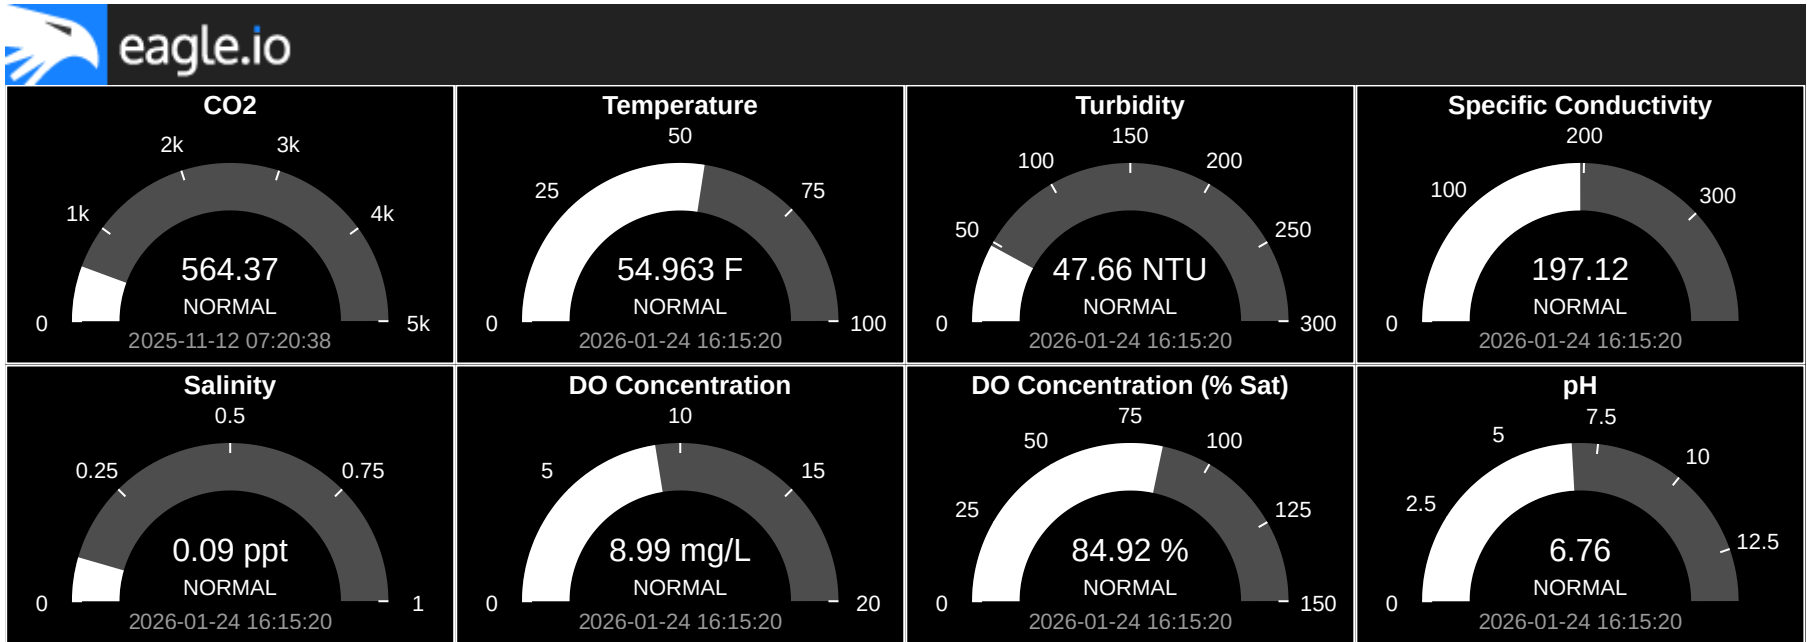 eagle.io
CO2
0
1k
2k
3k
4k
5k
564.37
NORMAL
2025-11-12 07:20:38
Temperature
0
25
50
75
100
54.963 F
NORMAL
2026-01-24 16:15:20
Turbidity
0
50
100
150
200
250
300
47.66 NTU
NORMAL
2026-01-24 16:15:20
Specific Conductivity
0
100
200
300
197.12
NORMAL
2026-01-24 16:15:20
Salinity
0
0.25
0.5
0.75
1
0.09 ppt
NORMAL
2026-01-24 16:15:20
DO Concentration
0
5
10
15
20
8.99 mg/L
NORMAL
2026-01-24 16:15:20
DO Concentration (% Sat)
0
25
50
75
100
125
150
84.92 %
NORMAL
2026-01-24 16:15:20
pH
0
2.5
5
7.5
10
12.5
6.76
NORMAL
2026-01-24 16:15:20